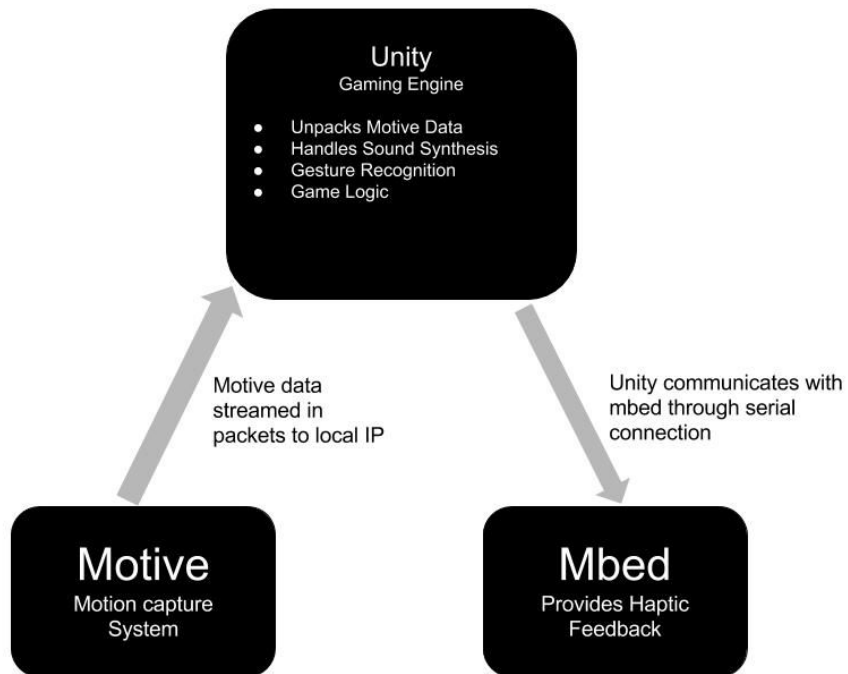 Unity
Gaming Engine
● Unpacks Motive Data
● Handles Sound Synthesis
● Gesture Recognition
● Game Logic
Motive data
streamed in
packets to local IP
Unity communicates with
mbed through serial
connection
Motive
Motion capture
System
Mbed
Provides Haptic
Feedback